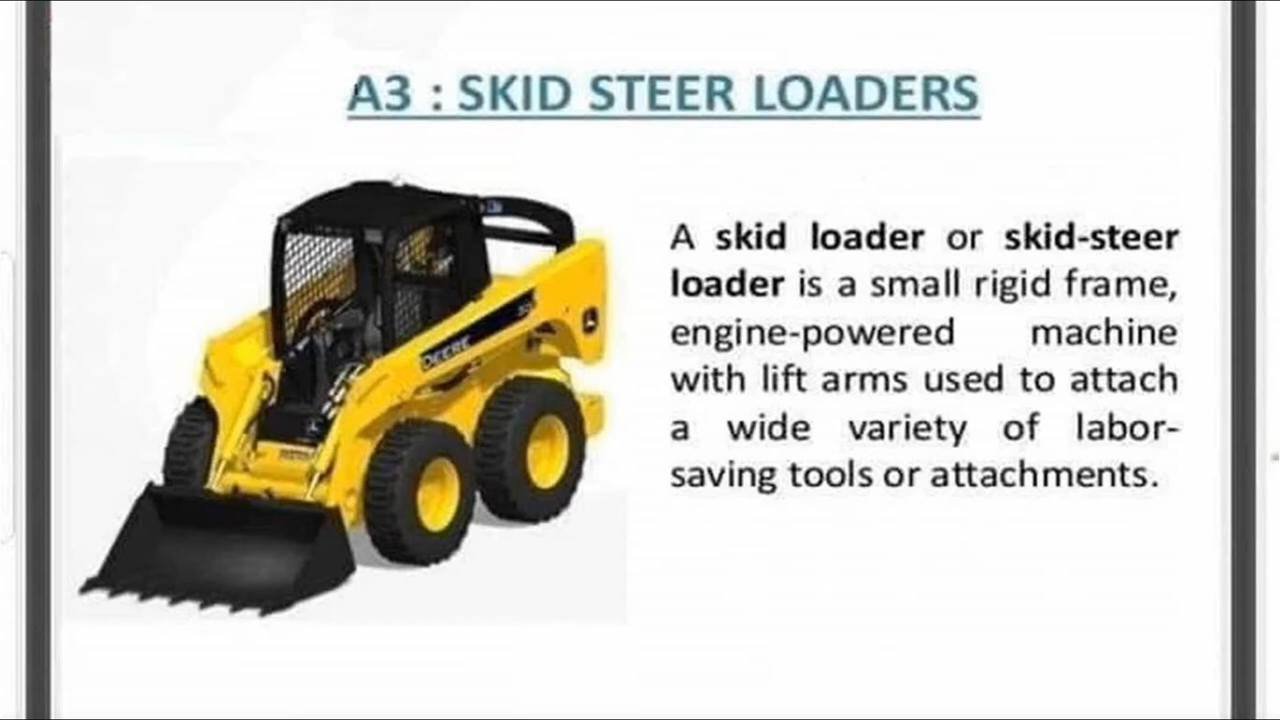 A3 : SKID STEER LOADERS
A skid loader or skid-steer
loader is a small rigid frame,
engine-powered machine
with lift arms used to attach
a wide variety of labor-
saving tools or attachments.
DEERE